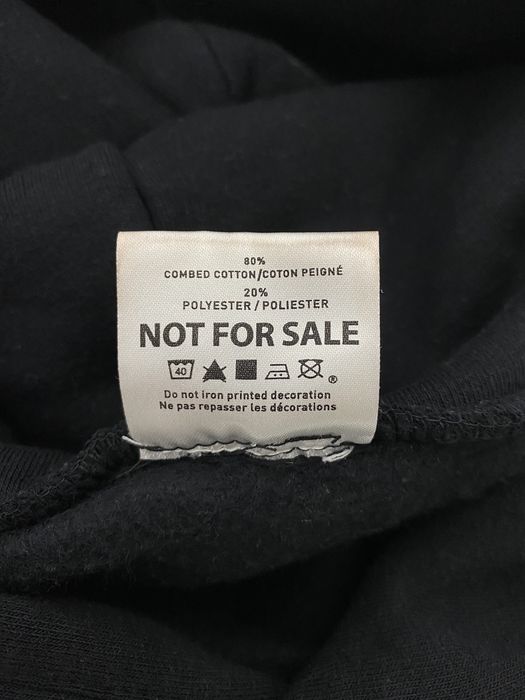 80%
COMBED COTTON/COTON PEIGNÉ
20%
POLYESTER / POLIESTER
NOT FOR SALE
40
®
Do not iron printed decoration
Ne pas repasser les décorations